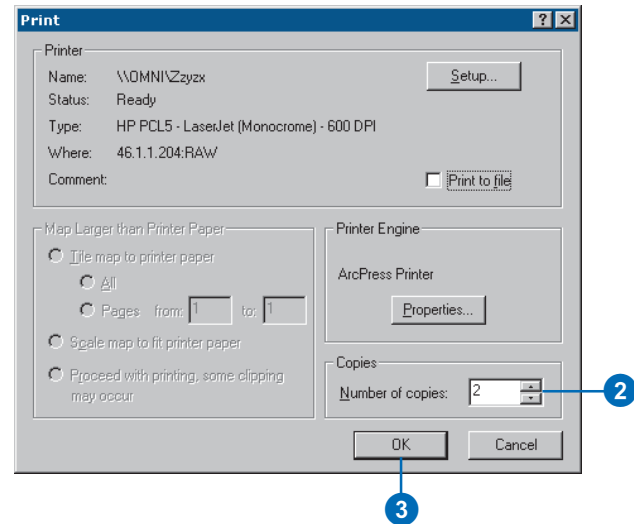 Print
Printer
Name: \\OMNI\Zzyzx
Setup...
Status: Ready
Type: HP PCL5 - LaserJet (Monocrome) - 600 DPI
Where: 46.1.1.204:RAW
Comment:
Print to file
Map Larger than Printer Paper
Tile map to printer paper
All
Pages from: 1 to: 1
Scale map to fit printer paper
Proceed with printing, some clipping
may occur
Printer Engine
ArcPress Printer
Properties...
Copies
Number of copies: 2
2
OK
Cancel
3